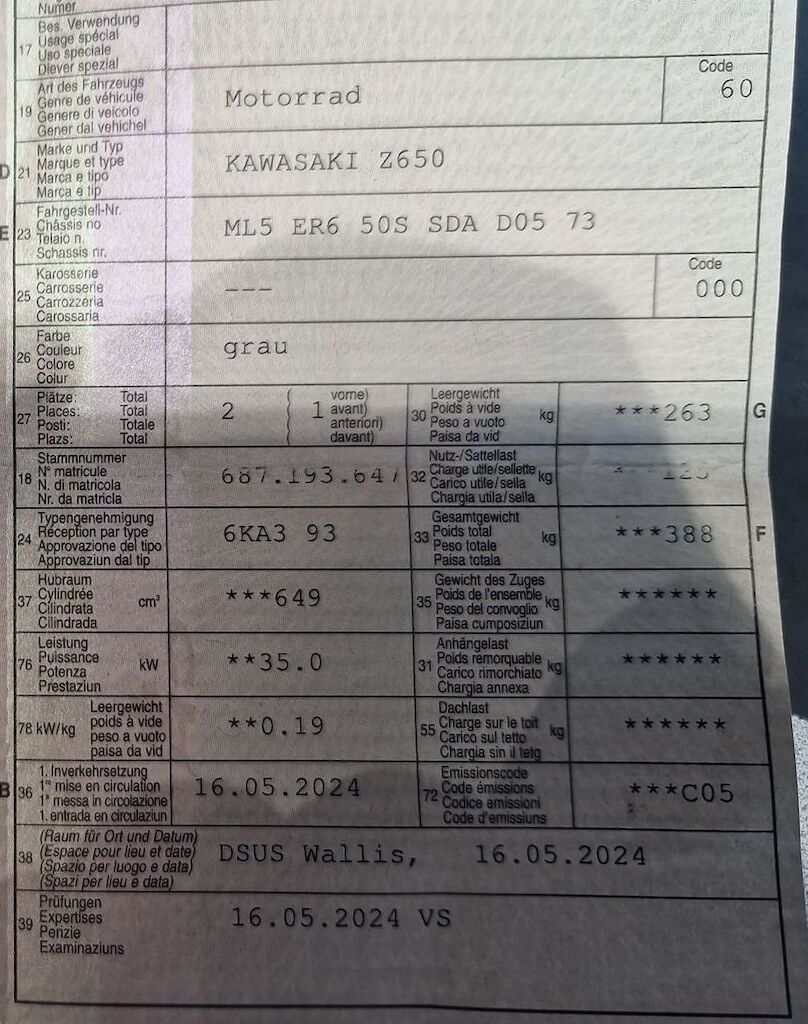 Numer
17 Bes. Verwendung
Usage spécial
Uso speciale
Diever spezial
19 Art des Fahrzeugs
Genre de véhicule
Genere di veicolo
Gener dal vehichel
Motorrad
Code
60
D 21 Marke und Typ
Marque et type
Marca e tipo
Marca e tip
KAWASAKI Z650
E 23 Fahrgestell-Nr.
Châssis no
Telaio n.
Schassis nr.
ML5 ER6 50S SDA D05 73
25 Karosserie
Carrosserie
Carrozzeria
Carossaria
---
Code
000
26 Farbe
Couleur
Colore
Colur
grau
27 Plätze: Total
Places: Total
Posti: Totale
Plazs: Total
2 ( 1 vorne)
avant)
anteriori)
davant)
30 Leergewicht
Poids à vide
Peso a vuoto
Paisa da vid
kg
***263 G
18 Stammnummer
N° matricule
N. di matricola
Nr. da matricla
687.193.647
32 Nutz-/Sattellast
Charge utile/sellette
Carico utile/sella
Chargia utila/sella
kg
24 Typengenehmigung
Réception par type
Approvazione del tipo
Approvaziun dal tip
6KA3 93
33 Gesamtgewicht
Poids total
Peso totale
Paisa totala
kg
***388 F
37 Hubraum
Cylindrée
Cilindrata
Cilindrada
cm³
***649
35 Gewicht des Zuges
Poids de l'ensemble
Peso del convoglio
Paisa cumposiziun
kg
******
76 Leistung
Puissance
Potenza
Prestaziun
kW
**35.0
31 Anhängelast
Poids remorquable
Carico rimorchiato
Chargia annexa
kg
******
78 kW/kg
Leergewicht
poids à vide
peso a vuoto
paisa da vid
**0.19
55 Dachlast
Charge sur le toit
Carico sul tetto
Chargia sin il tetg
kg
******
B 36 1. Inverkehrsetzung
1re mise en circulation
1a messa in circolazione
1. entrada en circulaziun
16.05.2024
72 Emissionscode
Code émissions
Codice emissioni
Code d'emissiuns
***C05
38 (Raum für Ort und Datum)
(Espace pour lieu et date)
(Spazio per luogo e data)
(Spazi per lieu e data)
DSUS Wallis, 16.05.2024
39 Prüfungen
Expertises
Perizie
Examinaziuns
16.05.2024 VS